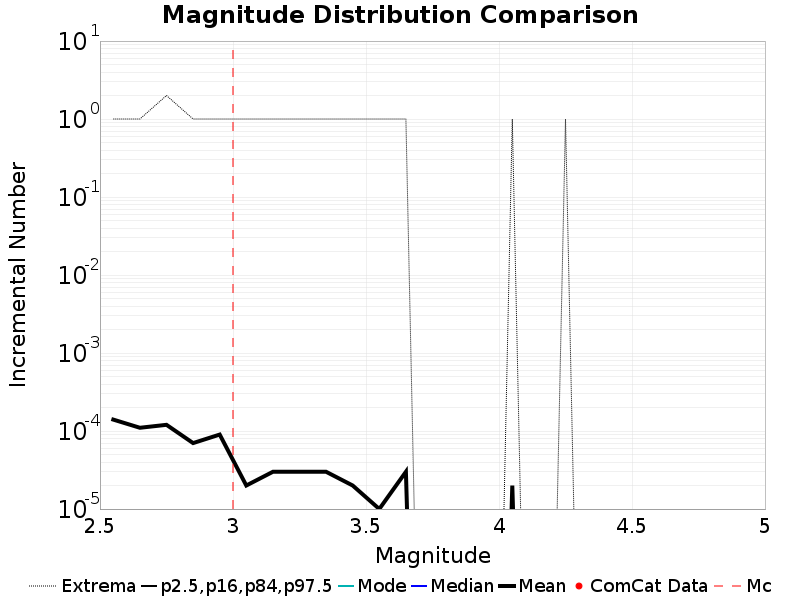 Magnitude Distribution Comparison
10^1
10^0
10^-1
10^-2
10^-3
10^-4
10^-5
Incremental Number
2.5 3 3.5 4 4.5 5
Magnitude
Extrema p2.5,p16,p84,p97.5 Mode Median Mean ComCat Data Mc